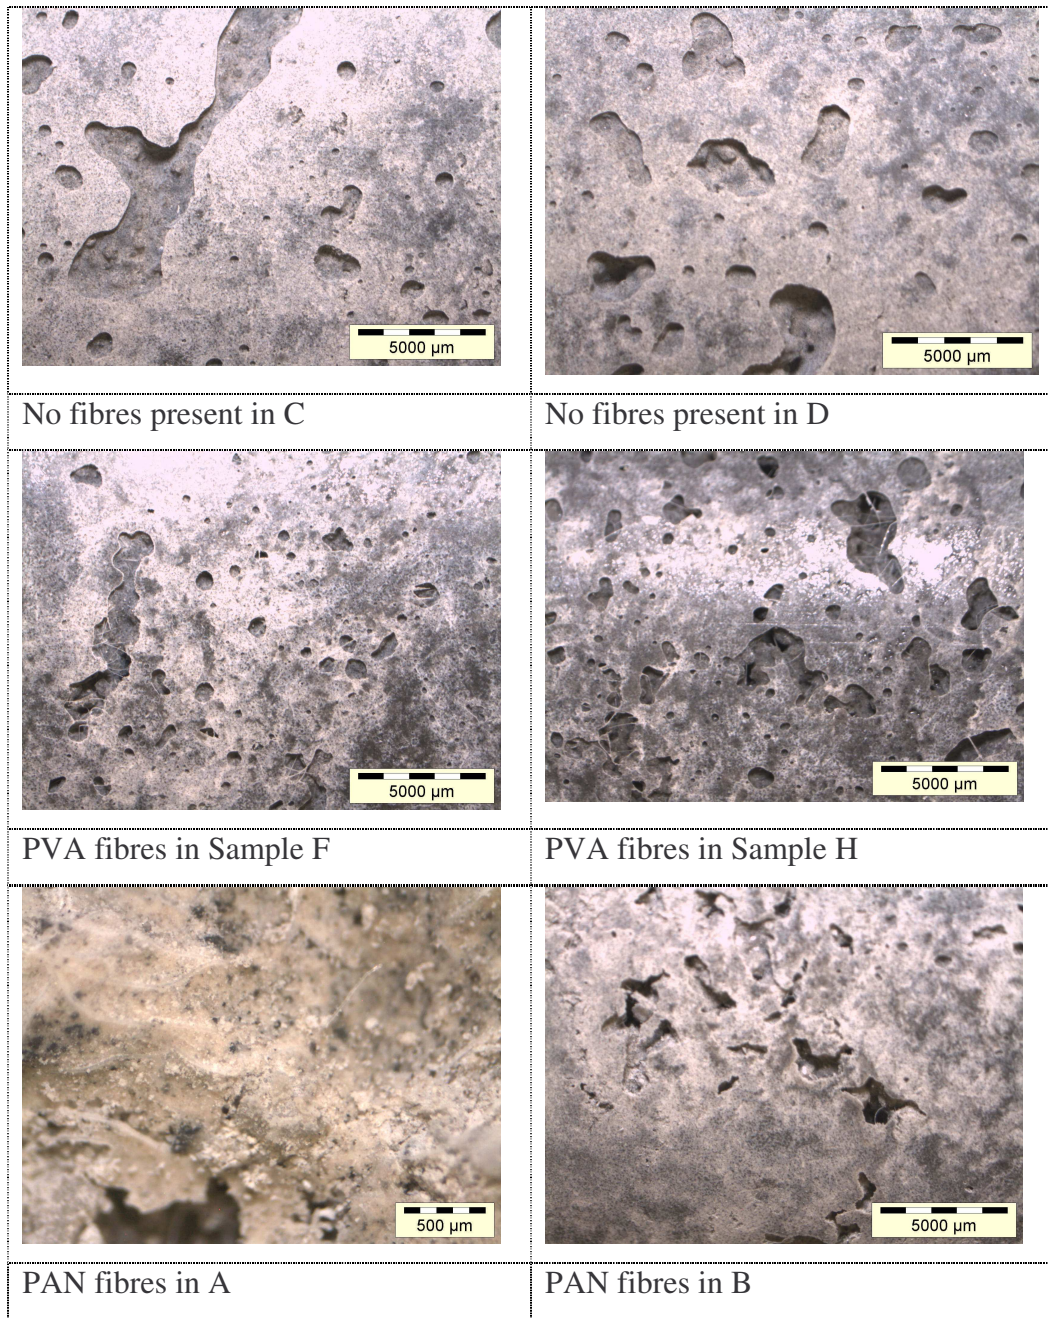 5000 µm
5000 µm
No fibres present in C
No fibres present in D
5000 µm
5000 µm
PVA fibres in Sample F
PVA fibres in Sample H
500 µm
5000 µm
PAN fibres in A
PAN fibres in B